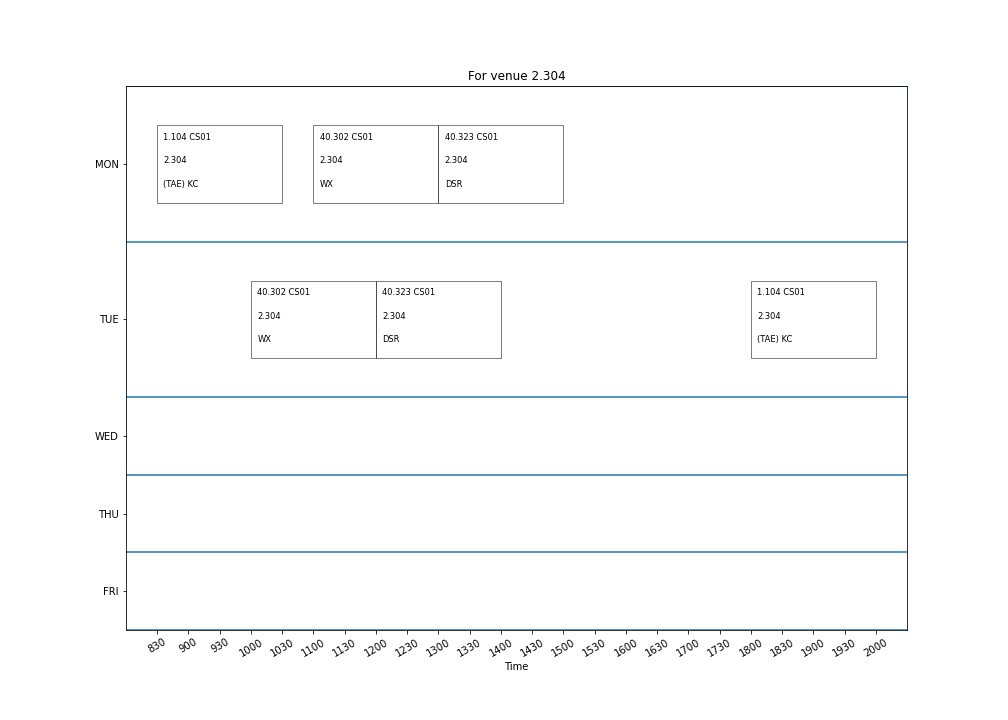 For venue 2.304
MON
1.104 CS01
2.304
(TAE) KC
40.302 CS01
2.304
WX
40.323 CS01
2.304
DSR
TUE
40.302 CS01
2.304
WX
40.323 CS01
2.304
DSR
1.104 CS01
2.304
(TAE) KC
WED
THU
FRI
830 900 930 1000 1030 1100 1130 1200 1230 1300 1330 1400 1430 1500 1530 1600 1630 1700 1730 1800 1830 1900 1930 2000
Time